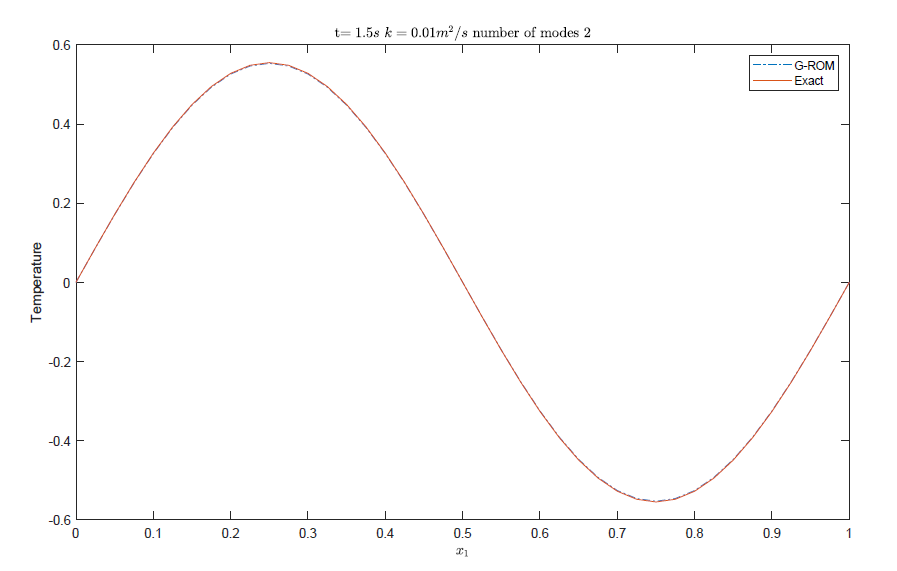 t= 1.5s k = 0.01m²/s number of modes 2
0.6
G-ROM
Exact
0.4
0.2
0
-0.2
-0.4
-0.6
Temperature
0 0.1 0.2 0.3 0.4 0.5 0.6 0.7 0.8 0.9 1
x₁